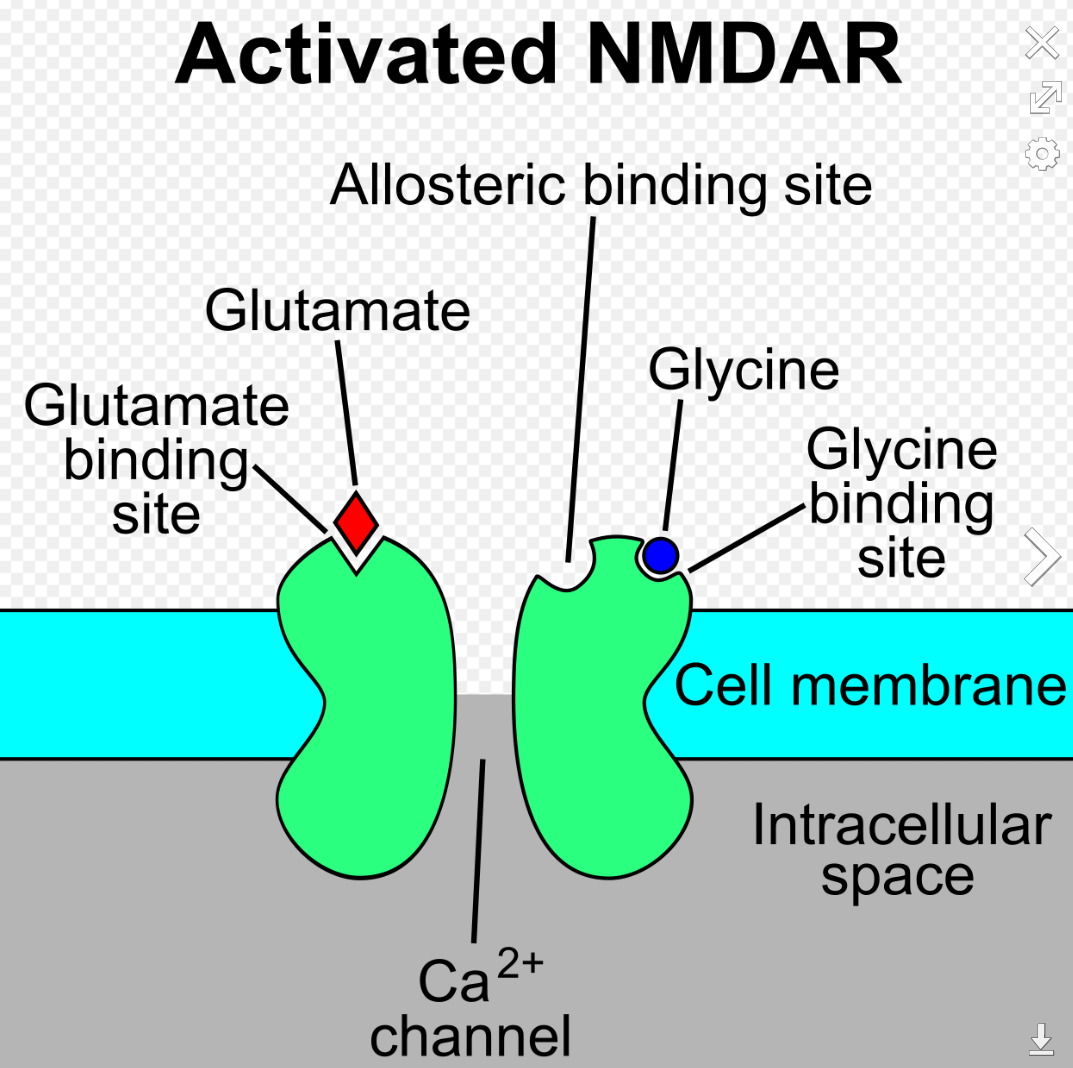 Activated NMDAR
Allosteric binding site
Glutamate
Glycine
Glutamate
binding
site
Glycine
binding
site
Cell membrane
Intracellular
space
Ca2+
channel